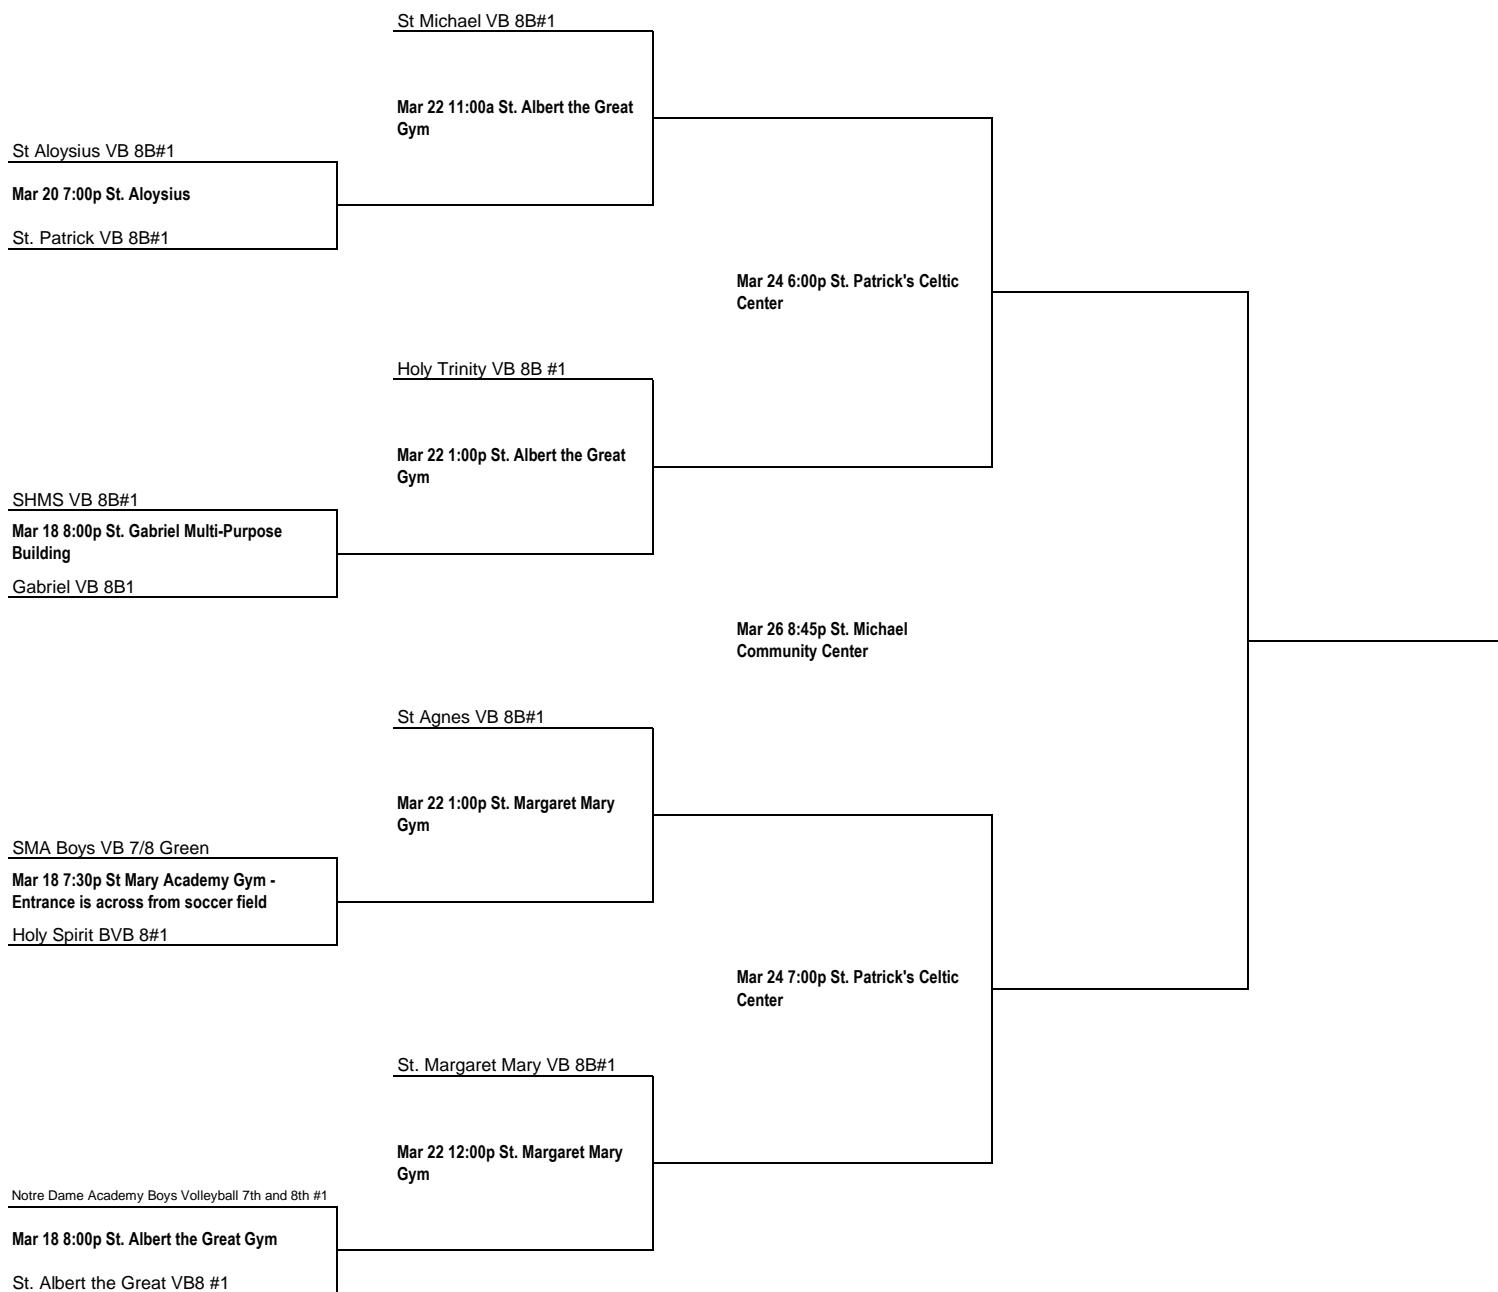 St Michael VB 8B#1
Mar 22 11:00a St. Albert the Great
Gym
St Aloysius VB 8B#1
Mar 20 7:00p St. Aloysius
St. Patrick VB 8B#1
Mar 24 6:00p St. Patrick's Celtic
Center
Holy Trinity VB 8B #1
Mar 22 1:00p St. Albert the Great
Gym
SHMS VB 8B#1
Mar 18 8:00p St. Gabriel Multi-Purpose
Building
Gabriel VB 8B1
Mar 26 8:45p St. Michael
Community Center
St Agnes VB 8B#1
Mar 22 1:00p St. Margaret Mary
Gym
SMA Boys VB 7/8 Green
Mar 18 7:30p St Mary Academy Gym -
Entrance is across from soccer field
Holy Spirit BVB 8#1
Mar 24 7:00p St. Patrick's Celtic
Center
St. Margaret Mary VB 8B#1
Mar 22 12:00p St. Margaret Mary
Gym
Notre Dame Academy Boys Volleyball 7th and 8th #1
Mar 18 8:00p St. Albert the Great Gym
St. Albert the Great VB8 #1